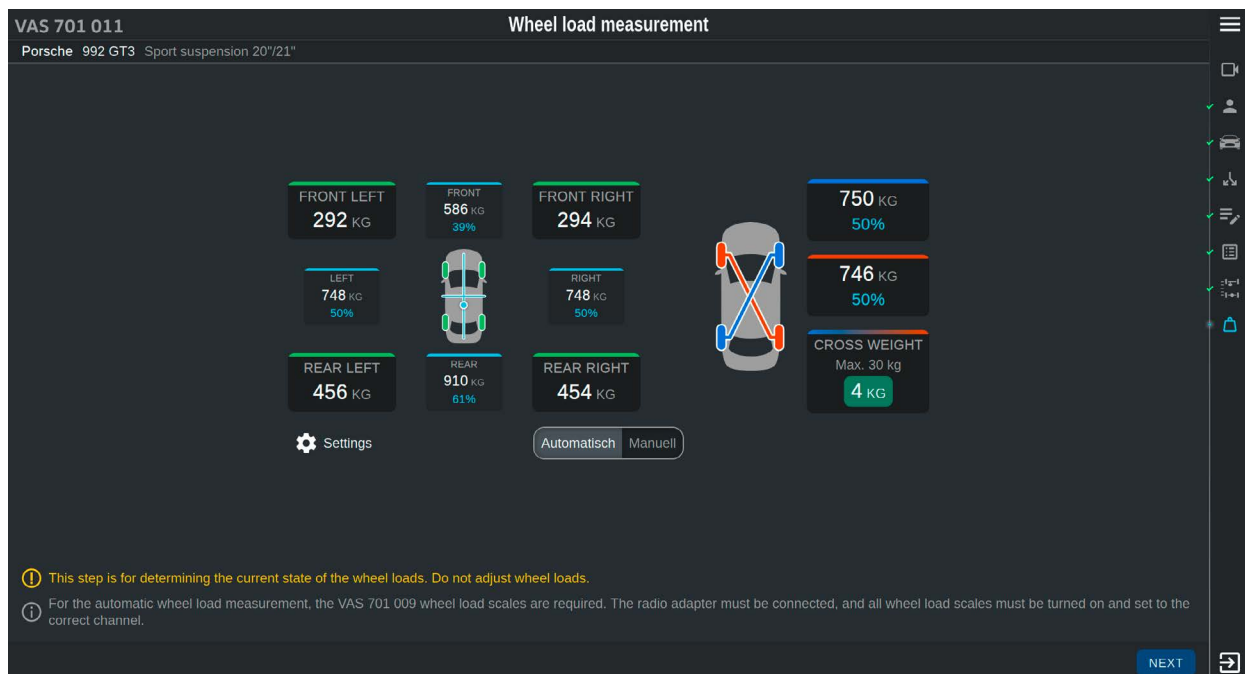 VAS 701 011
Wheel load measurement
Porsche 992 GT3 Sport suspension 20"/21"
FRONT LEFT
292 KG
FRONT
586 KG
39%
FRONT RIGHT
294 KG
LEFT
748 KG
50%
RIGHT
748 KG
50%
REAR LEFT
456 KG
REAR
910 KG
61%
REAR RIGHT
454 KG
750 KG
50%
746 KG
50%
CROSS WEIGHT
Max. 30 kg
4 KG
Settings
Automatisch Manuell
This step is for determining the current state of the wheel loads. Do not adjust wheel loads.
For the automatic wheel load measurement, the VAS 701 009 wheel load scales are required. The radio adapter must be connected, and all wheel load scales must be turned on and set to the
correct channel.
NEXT